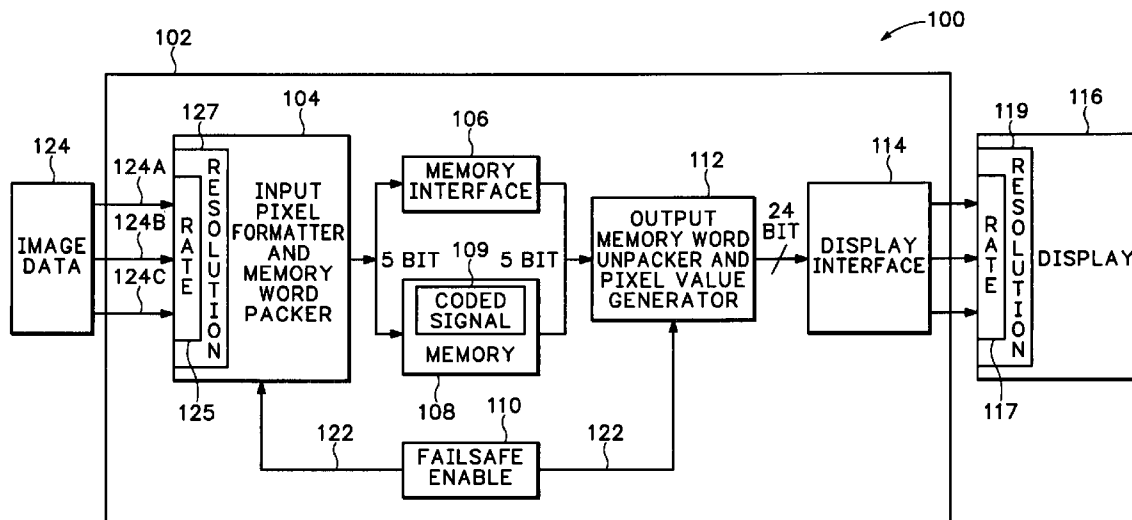 100
102
104
127
124
124A
124B
124C
IMAGE
DATA
RATE
RESOLUTION
125
INPUT
PIXEL
FORMATTER
AND
MEMORY
WORD
PACKER
5 BIT
106
MEMORY
INTERFACE
109
CODED
SIGNAL
MEMORY
108
5 BIT
110
FAILSAFE
ENABLE
122
122
112
OUTPUT
MEMORY WORD
UNPACKER AND
PIXEL VALUE
GENERATOR
24
BIT
114
DISPLAY
INTERFACE
119
116
RATE
RESOLUTION
DISPLAY
117